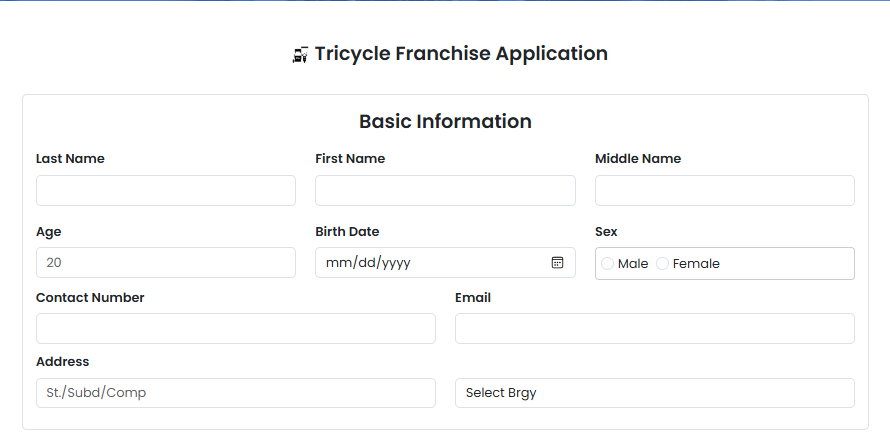 Tricycle Franchise Application
Basic Information
Last Name First Name Middle Name
Age Birth Date Sex
20 mm/dd/yyyy Male Female
Contact Number Email
Address
St./Subd/Comp Select Brgy